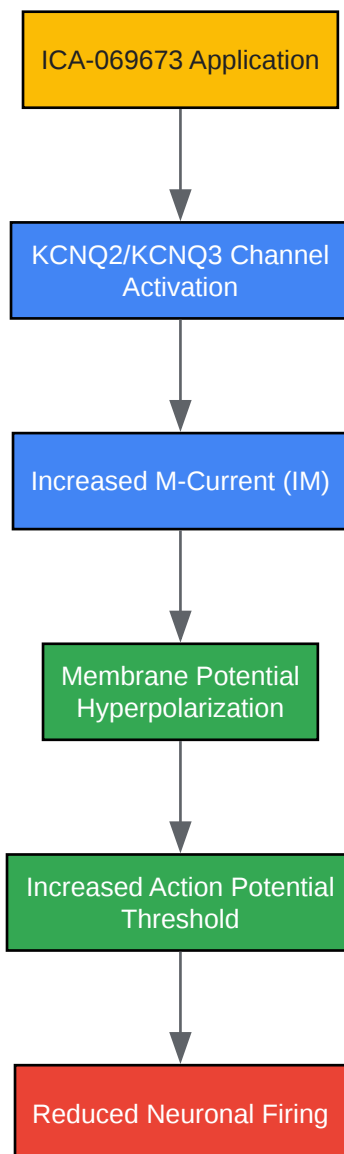 ICA-069673 Application
KCNQ2/KCNQ3 Channel
Activation
Increased M-Current (IM)
Membrane Potential
Hyperpolarization
Increased Action Potential
Threshold
Reduced Neuronal Firing